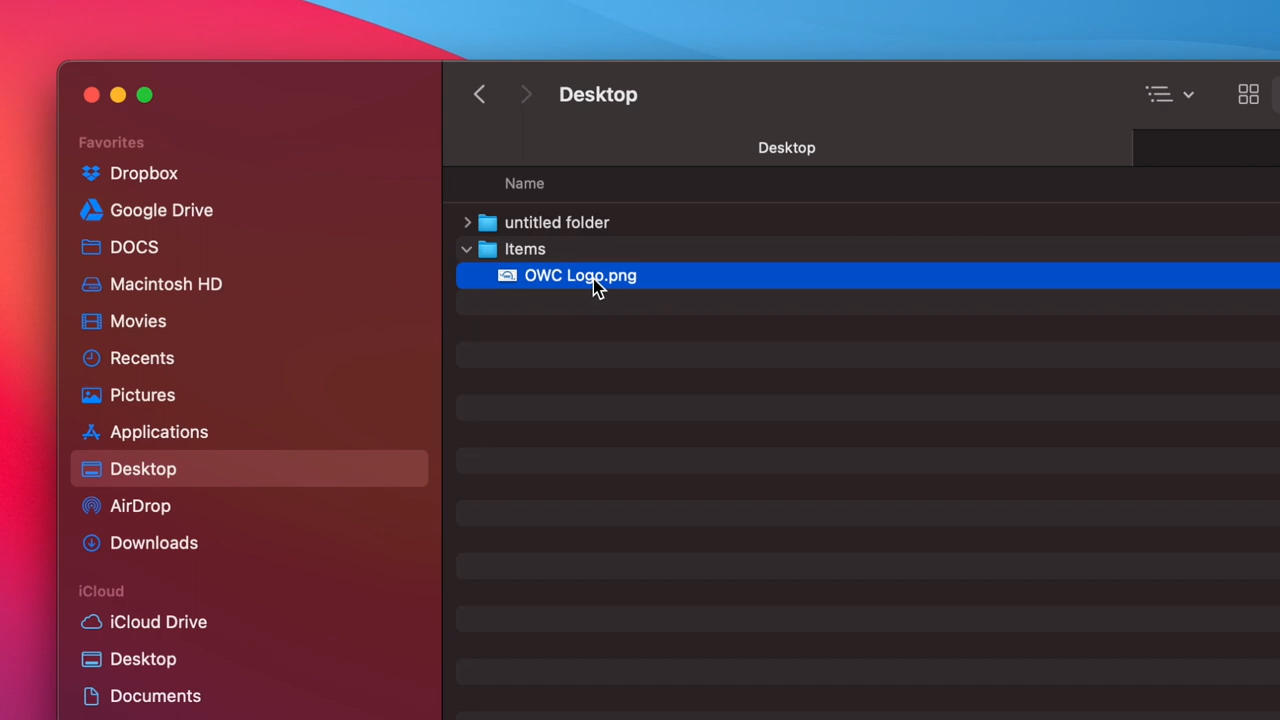 Desktop
Desktop
Favorites
Dropbox
Google Drive
DOCS
Macintosh HD
Movies
Recents
Pictures
Applications
Desktop
AirDrop
Downloads
iCloud
iCloud Drive
Desktop
Documents
Name
untitled folder
Items
OWC Logo.png